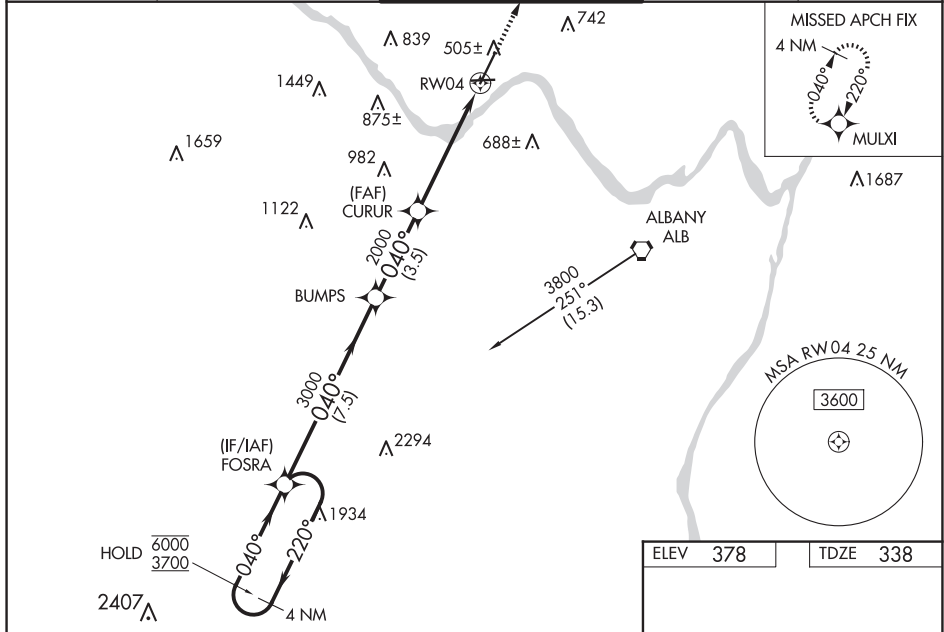 742
839
505±
RW04
1449
875±
1659
688±
982
(FAF)
CURUR
1122
2000
040°
(3.5)
BUMPS
3000
040°
(7.5)
(IF/IAF)
FOSRA
2294
1934
040°
220°
HOLD 6000
3700
4 NM
2407
ALBANY
ALB
3800
251°
(15.3)
MISSED APCH FIX
4 NM
040°
220°
MULXI
1687
MSA RW04 25 NM
3600
ELEV 378 TDZE 338